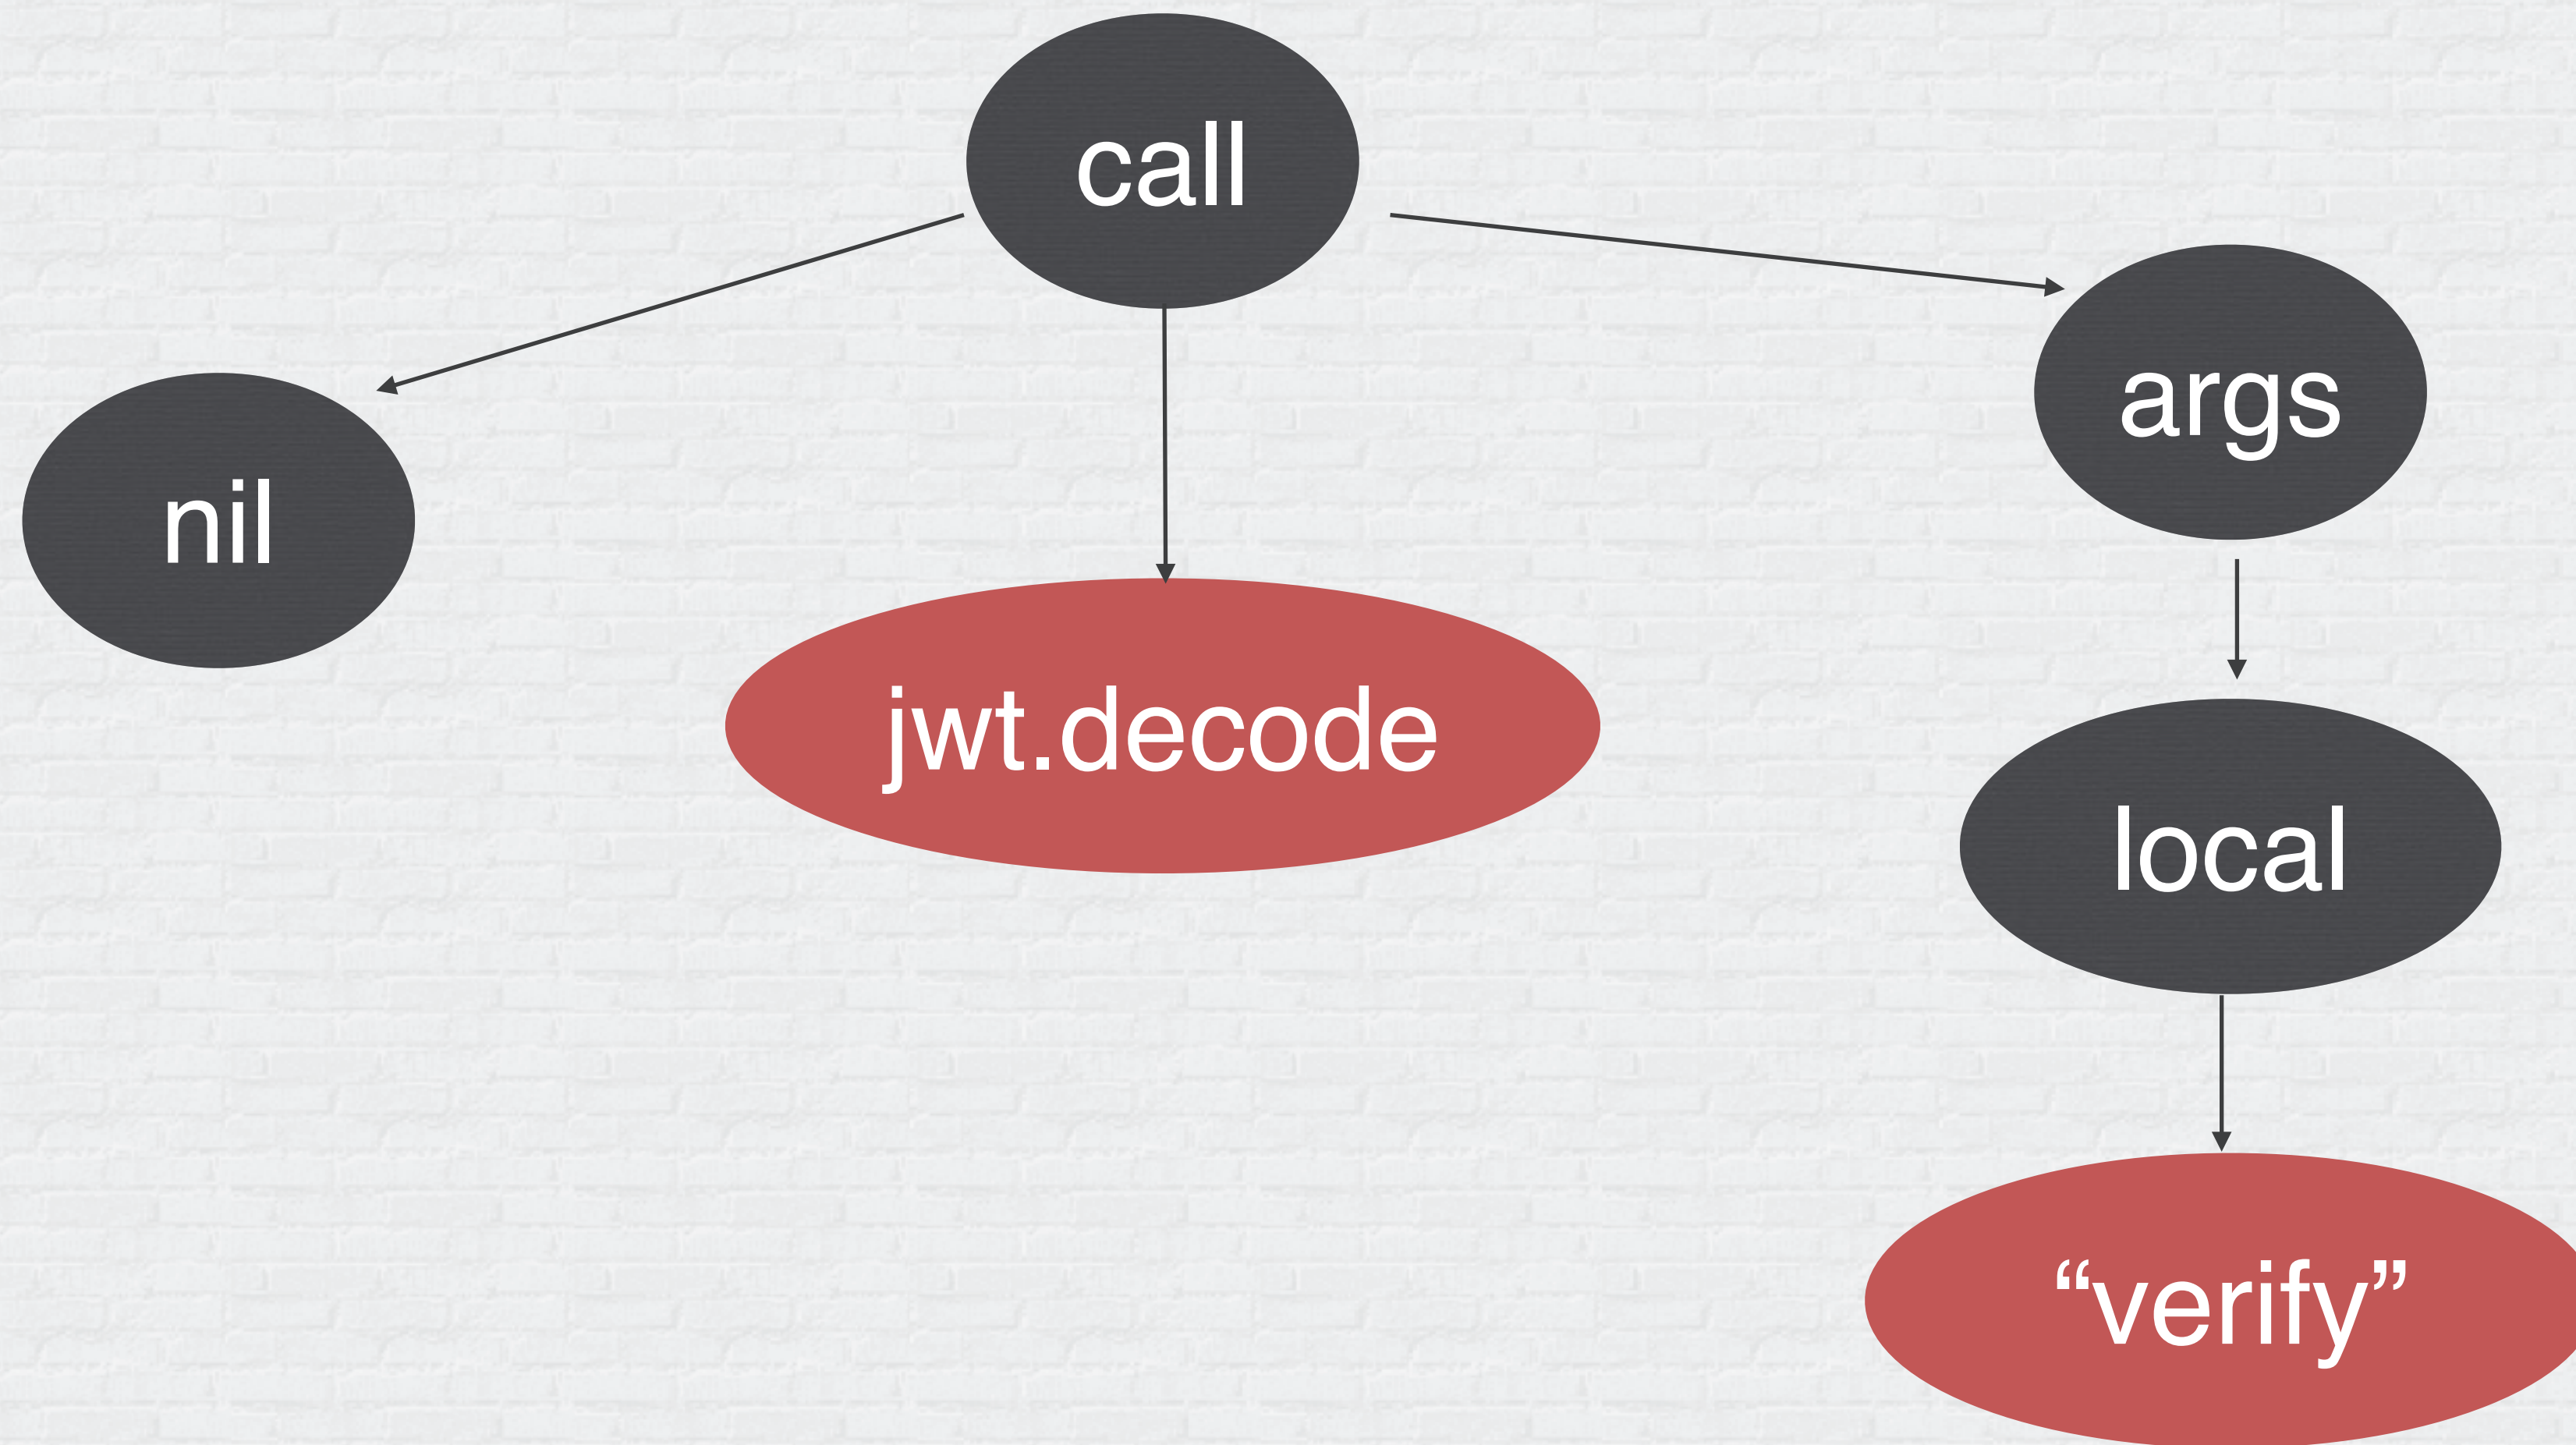 call
args
nil
jwt.decode
local
“verify”